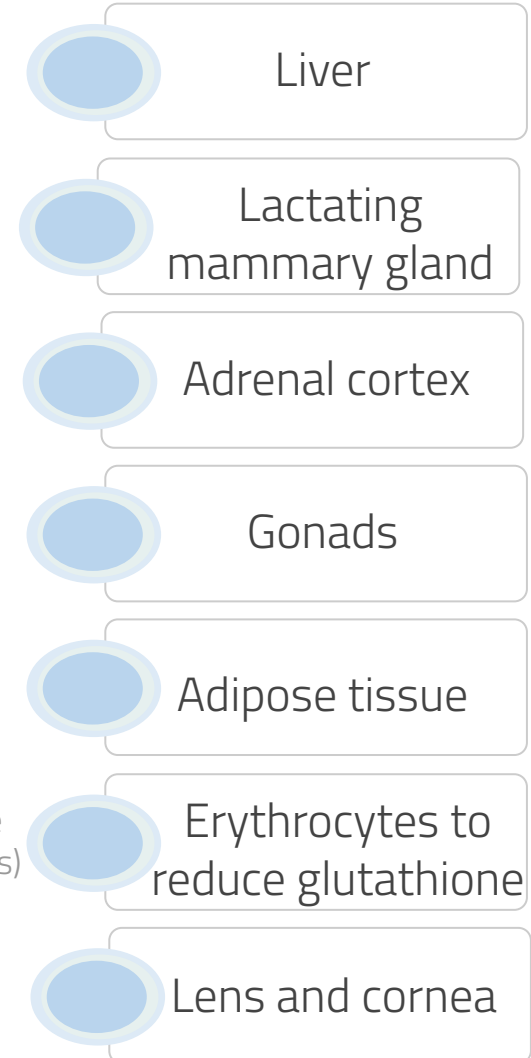 Liver
Lactating
mammary gland
Adrenal cortex
Gonads
Adipose tissue
Erythrocytes to
reduce glutathione
s)
Lens and cornea